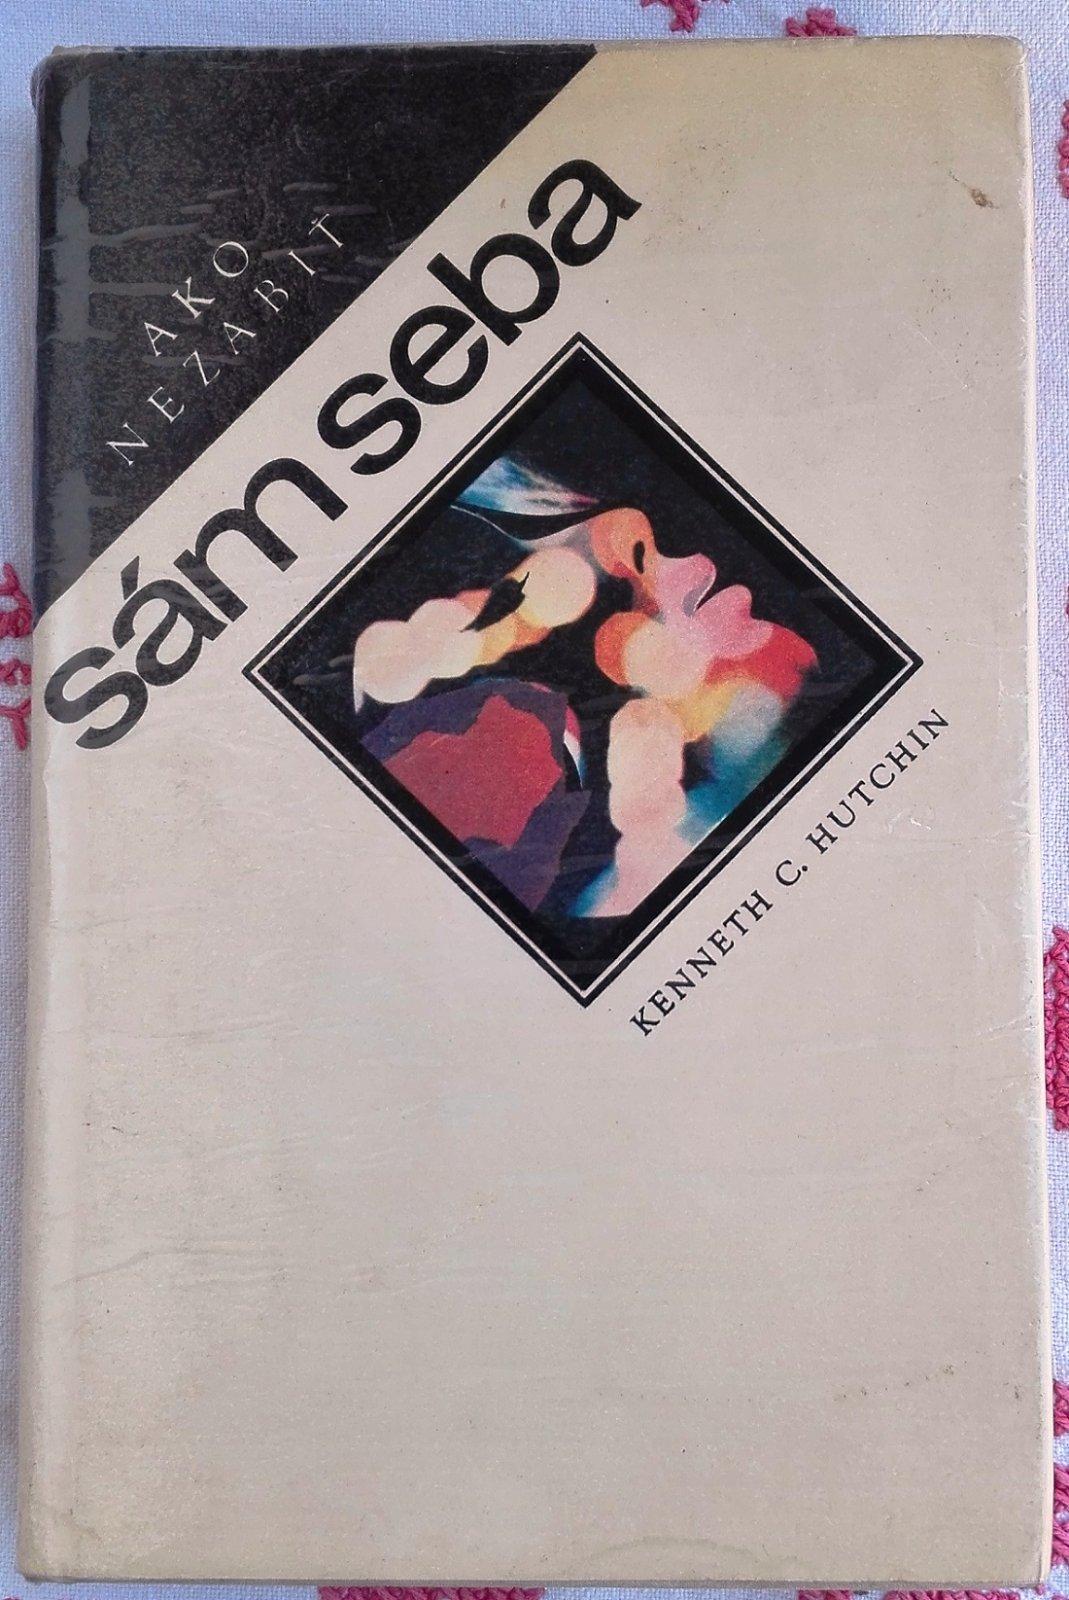 AKO
NEZABIŤ
sám seba
KENNETH C. HUTCHIN